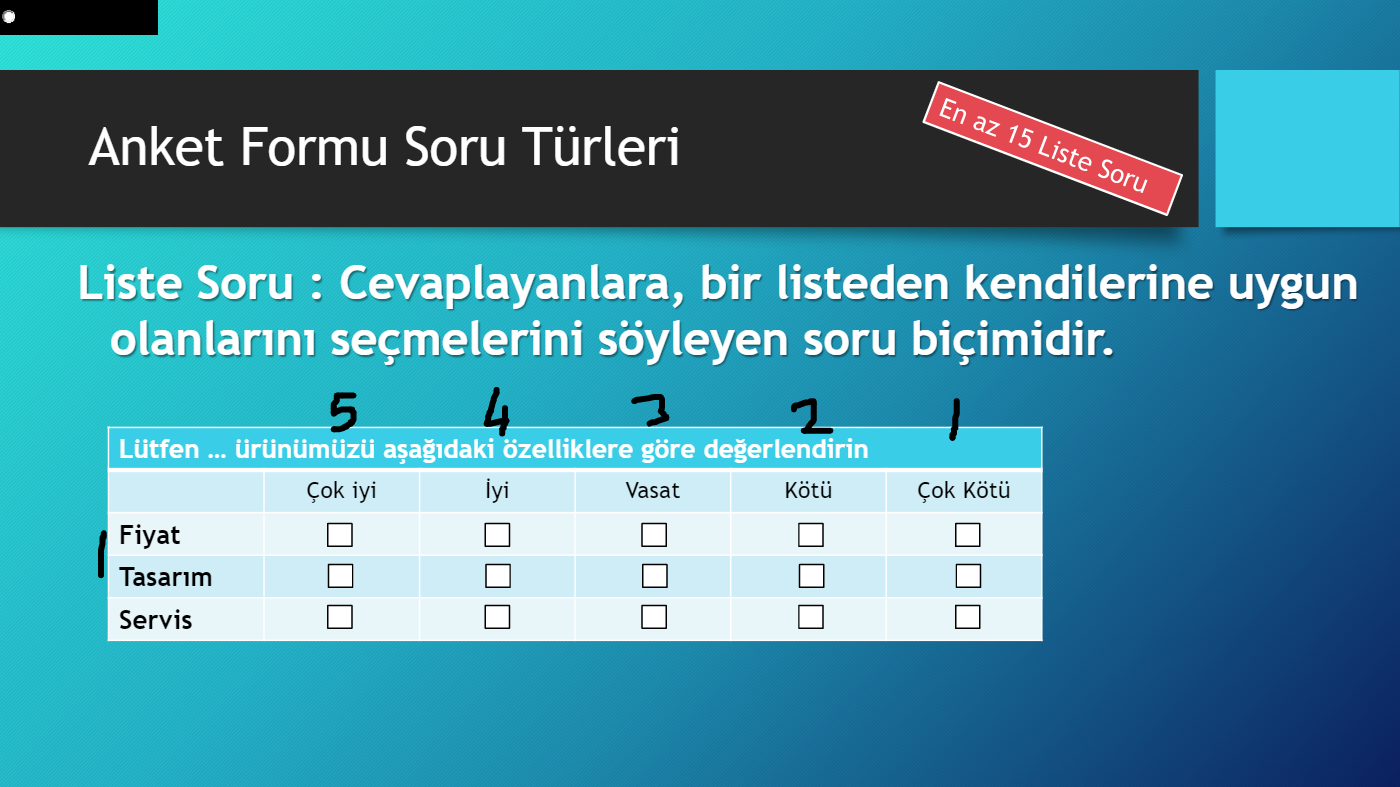 Anket Formu Soru Türleri
En az 15 Liste Soru
Liste Soru : Cevaplayanlara, bir listeden kendilerine uygun
olanlarını seçmelerini söyleyen soru biçimidir.
5 4 3 2 1
Lütfen … ürünümüzü aşağıdaki özelliklere göre değerlendirin
Çok iyi İyi Vasat Kötü Çok Kötü
1 Fiyat
Tasarım
Servis